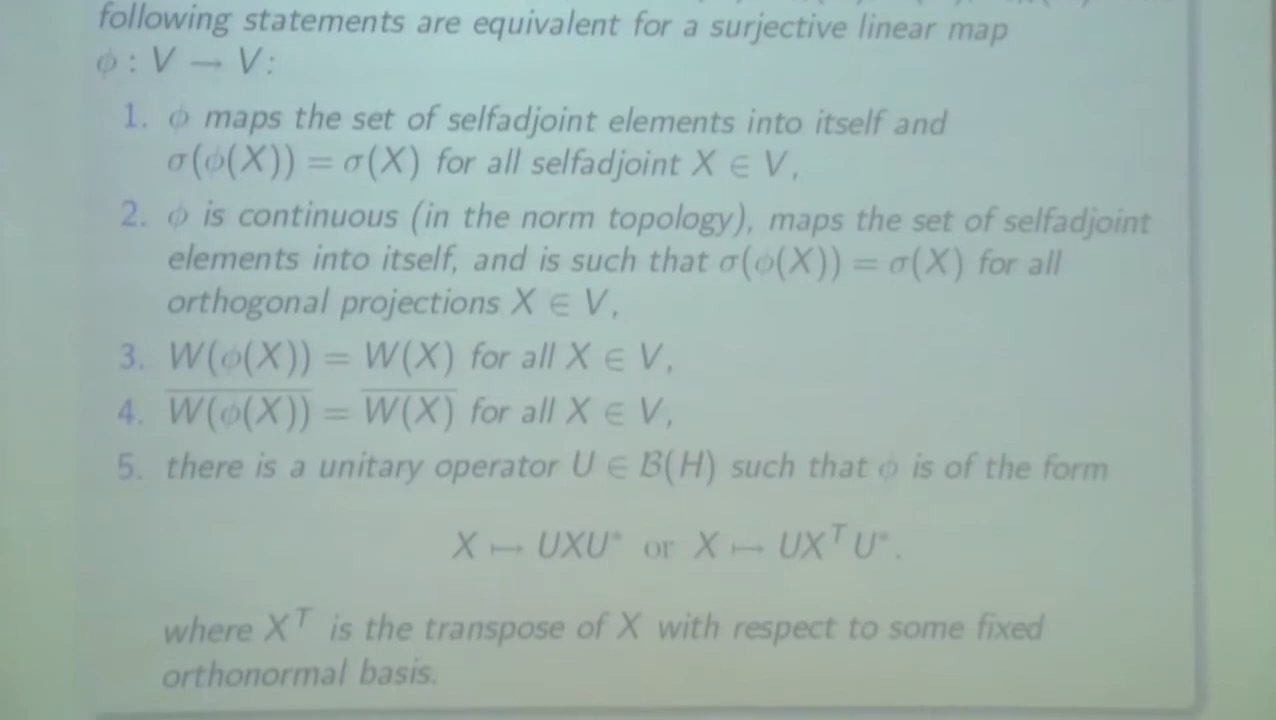 following statements are equivalent for a surjective linear map
ϕ : V → V:
1. ϕ maps the set of selfadjoint elements into itself and
σ(ϕ(X)) = σ(X) for all selfadjoint X ∈ V,
2. ϕ is continuous (in the norm topology), maps the set of selfadjoint
elements into itself, and is such that σ(ϕ(X)) = σ(X) for all
orthogonal projections X ∈ V,
3. W(ϕ(X)) = W(X) for all X ∈ V,
4. \overline{W(ϕ(X))} = \overline{W(X)} for all X ∈ V,
5. there is a unitary operator U ∈ B(H) such that ϕ is of the form
X ↦ UXU* or X ↦ UXᵀU*.
where Xᵀ is the transpose of X with respect to some fixed
orthonormal basis.